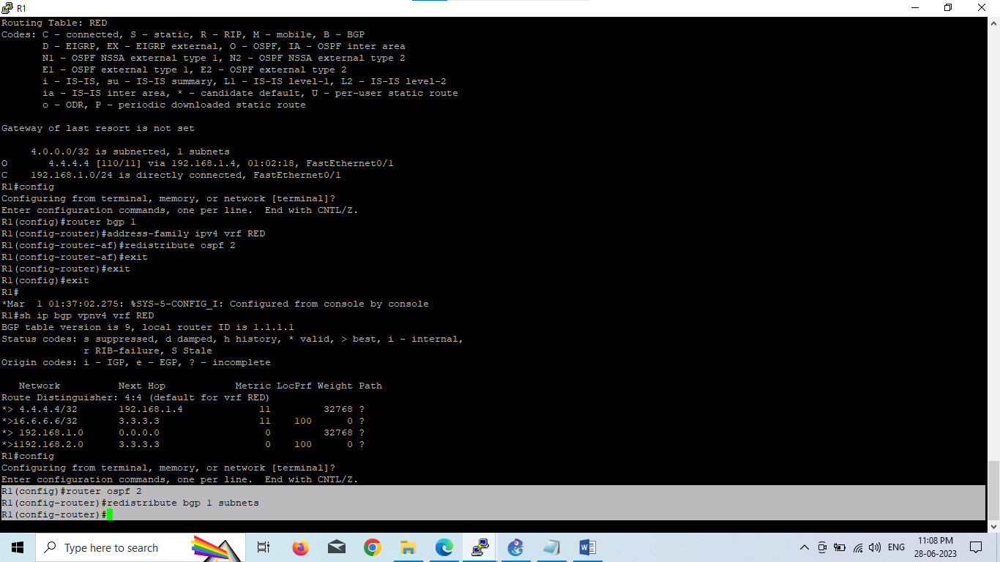 R1
Routing Table: RED
Codes: C - connected, S - static, R - RIP, M - mobile, B - BGP
       D - EIGRP, EX - EIGRP external, O - OSPF, IA - OSPF inter area
       N1 - OSPF NSSA external type 1, N2 - OSPF NSSA external type 2
       E1 - OSPF external type 1, E2 - OSPF external type 2
       i - IS-IS, su - IS-IS summary, L1 - IS-IS level-1, L2 - IS-IS level-2
       ia - IS-IS inter area, * - candidate default, U - per-user static route
       o - ODR, P - periodic downloaded static route
Gateway of last resort is not set
     4.0.0.0/32 is subnetted, 1 subnets
O       4.4.4.4 [110/11] via 192.168.1.4, 01:02:18, FastEthernet0/1
C    192.168.1.0/24 is directly connected, FastEthernet0/1
R1#config
Configuring from terminal, memory, or network [terminal]?
Enter configuration commands, one per line.  End with CNTL/Z.
R1(config)#router bgp 1
R1(config-router)#address-family ipv4 vrf RED
R1(config-router-af)#redistribute ospf 2
R1(config-router-af)#exit
R1(config-router)#exit
R1(config)#exit
R1#
*Mar  1 01:37:02.275: %SYS-5-CONFIG_I: Configured from console by console
R1#sh ip bgp vpnv4 vrf RED
BGP table version is 9, local router ID is 1.1.1.1
Status codes: s suppressed, d damped, h history, * valid, > best, i - internal,
              r RIB-failure, S Stale
Origin codes: i - IGP, e - EGP, ? - incomplete
   Network          Next Hop            Metric LocPrf Weight Path
Route Distinguisher: 4:4 (default for vrf RED)
*> 4.4.4.4/32       192.168.1.4             11         32768 ?
*>i6.6.6.6/32       3.3.3.3                 11    100      0 ?
*> 192.168.1.0      0.0.0.0                  0         32768 ?
*>i192.168.2.0      3.3.3.3                  0    100      0 ?
R1#config
Configuring from terminal, memory, or network [terminal]?
Enter configuration commands, one per line.  End with CNTL/Z.
R1(config)#router ospf 2
R1(config-router)#redistribute bgp 1 subnets
R1(config-router)#
Type here to search
ENG
11:08 PM
28-06-2023